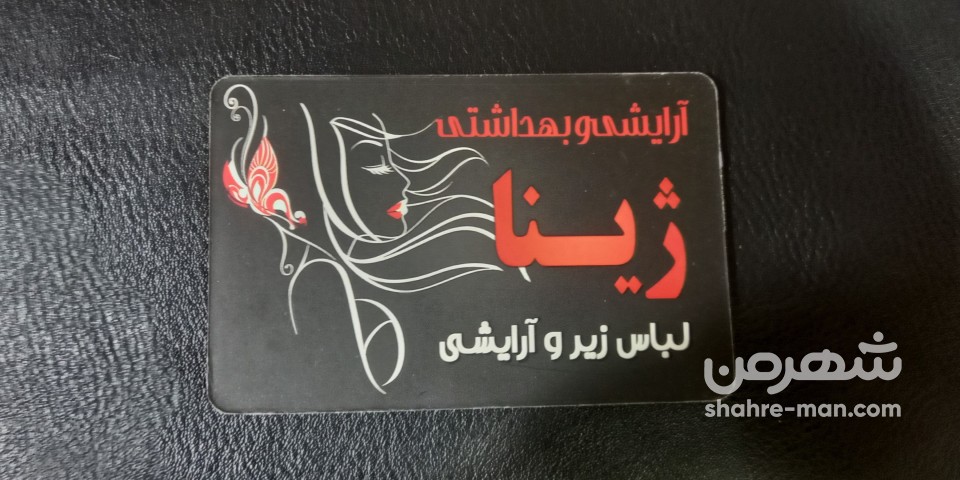 آرایشی و بهداشتی
ژینا
لباس زیر و آرایشی
شهرمن
shahre-man.com